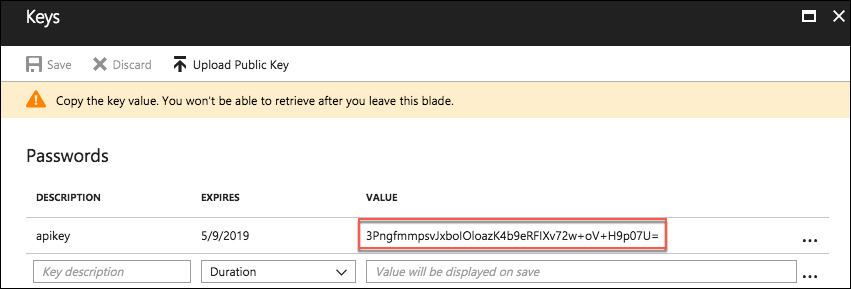 Keys
Save Discard Upload Public Key
Copy the key value. You won't be able to retrieve after you leave this blade.
Passwords
DESCRIPTION EXPIRES VALUE
apikey 5/9/2019 3PngfmmpsvJxboIOloazK4b9eRFIXv72w+oV+H9p07U=
Key description Duration Value will be displayed on save